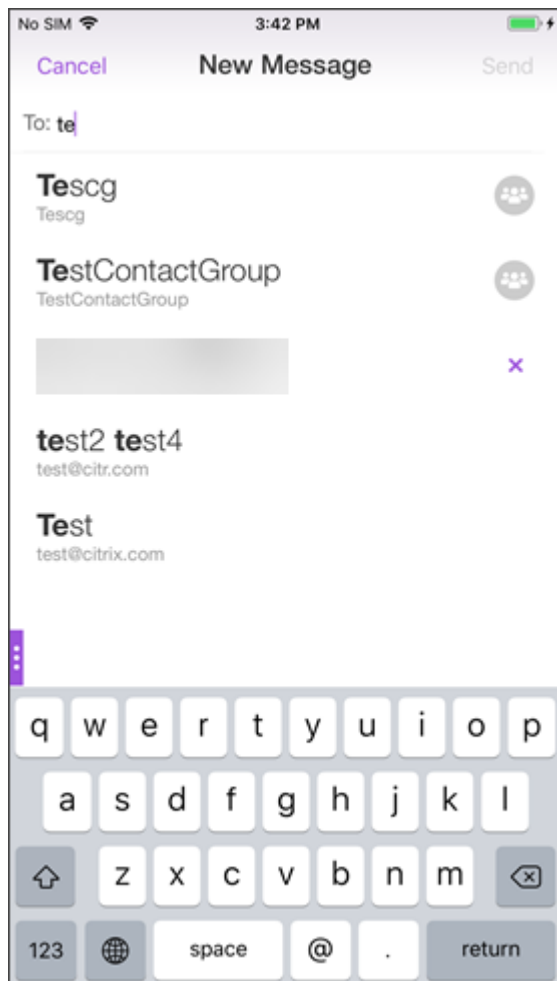 No SIM 3:42 PM
Cancel New Message Send
To: te
Tescg
Tescg
TestContactGroup
TestContactGroup
×
test2 test4
test@citr.com
Test
test@citrix.com
q w e r t y u i o p
a s d f g h j k l
z x c v b n m
123 space @ . return